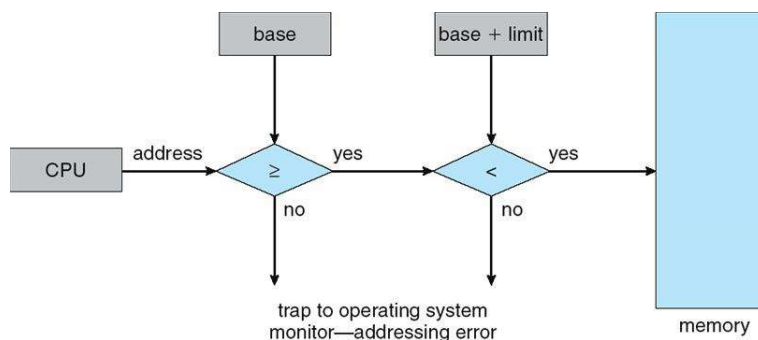 base
base + limit
CPU
address
≥
yes
<
yes
no
no
trap to operating system
monitor—addressing error
memory